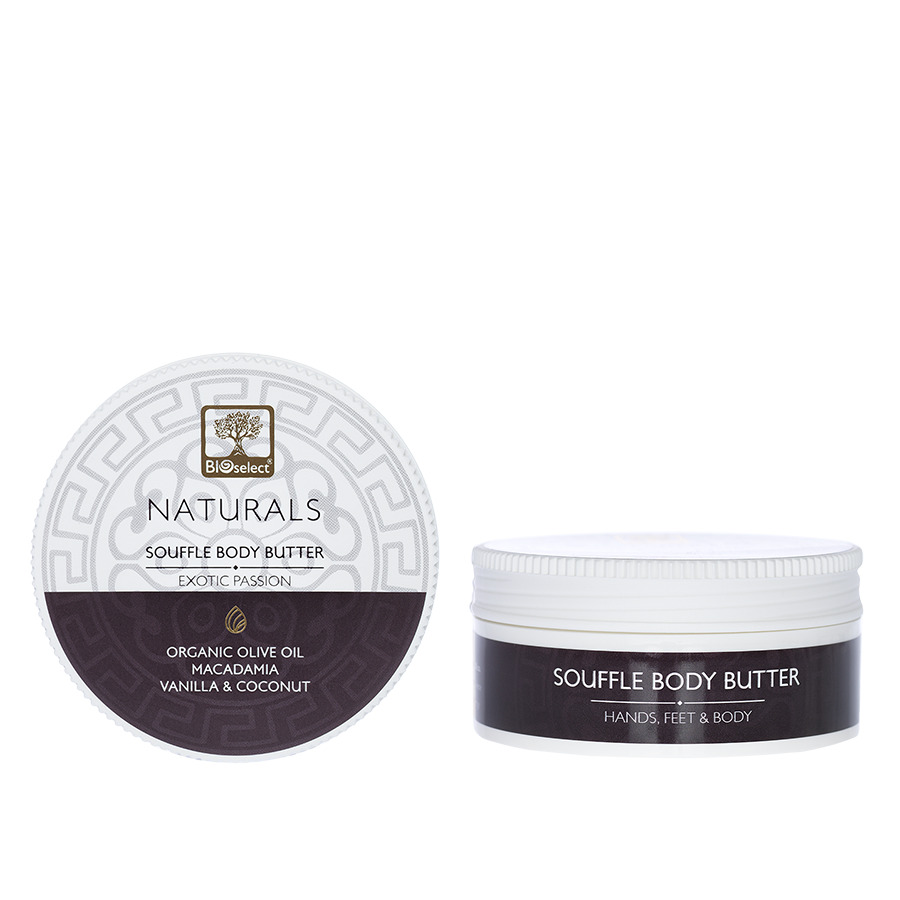 BIOselect®
NATURALS
SOUFFLE BODY BUTTER
EXOTIC PASSION
ORGANIC OLIVE OIL
MACADAMIA
VANILLA & COCONUT
SOUFFLE BODY BUTTER
HANDS, FEET & BODY